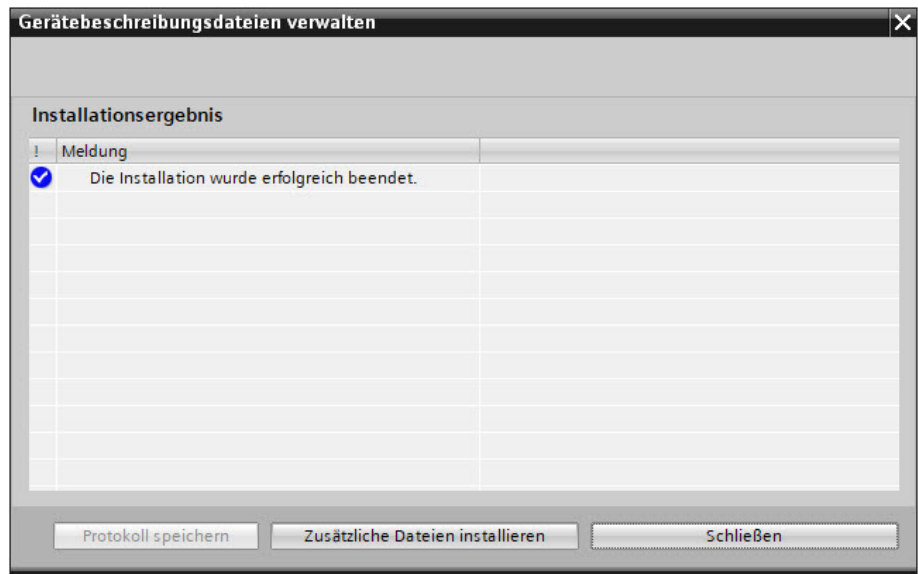 Gerätebeschreibungsdateien verwalten
Installationsergebnis
! Meldung
Die Installation wurde erfolgreich beendet.
Protokoll speichern Zusätzliche Dateien installieren Schließen